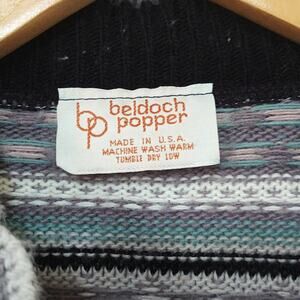 bp
beldoch
popper
MADE IN U.S.A.
MACHINE WASH WARM
TUMBLE DRY LOW